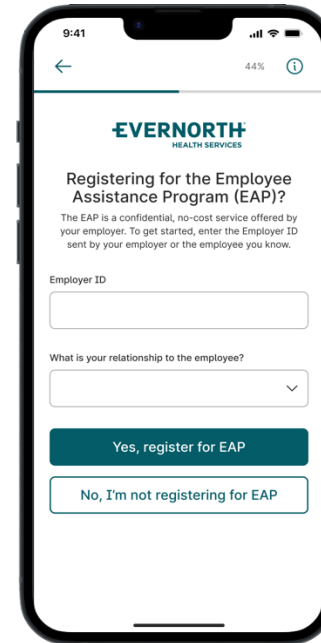 9:41
44%
EVERNORTH
HEALTH SERVICES
Registering for the Employee
Assistance Program (EAP)?
The EAP is a confidential, no-cost service offered by
your employer. To get started, enter the Employer ID
sent by your employer or the employee you know.
Employer ID
What is your relationship to the employee?
Yes, register for EAP
No, I'm not registering for EAP